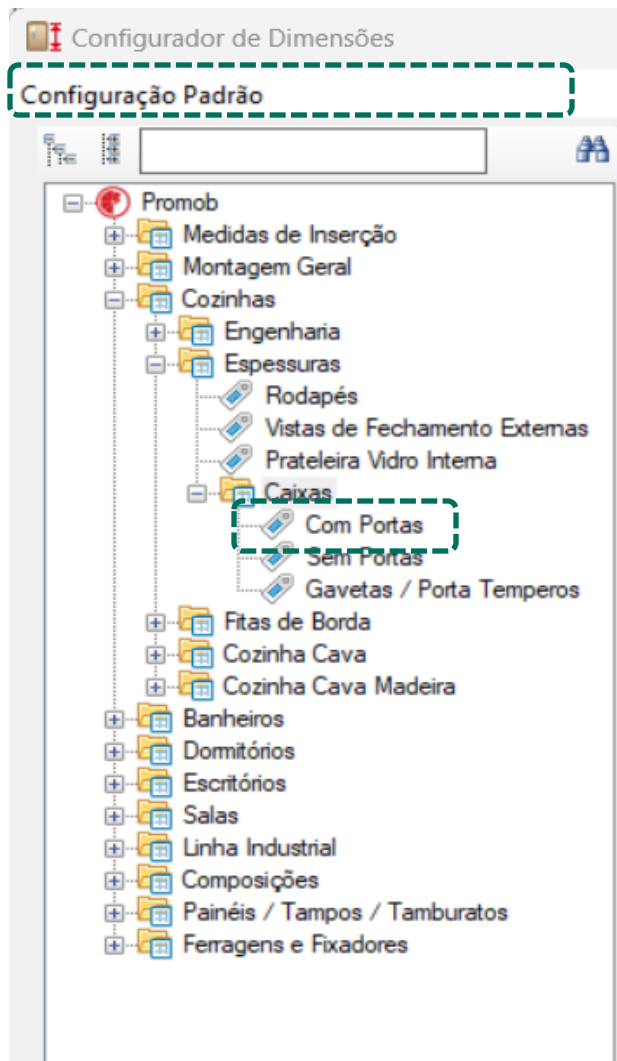 Configurador de Dimensões
Configuração Padrão
Promob
Medidas de Inserção
Montagem Geral
Cozinhas
Engenharia
Espessuras
Rodapés
Vistas de Fechamento Externas
Prateleira Vidro Interna
Caixas
Com Portas
Sem Portas
Gavetas / Porta Temperos
Fitas de Borda
Cozinha Cava
Cozinha Cava Madeira
Banheiros
Dormitórios
Escritórios
Salas
Linha Industrial
Composições
Painéis / Tampos / Tamburatos
Ferragens e Fixadores